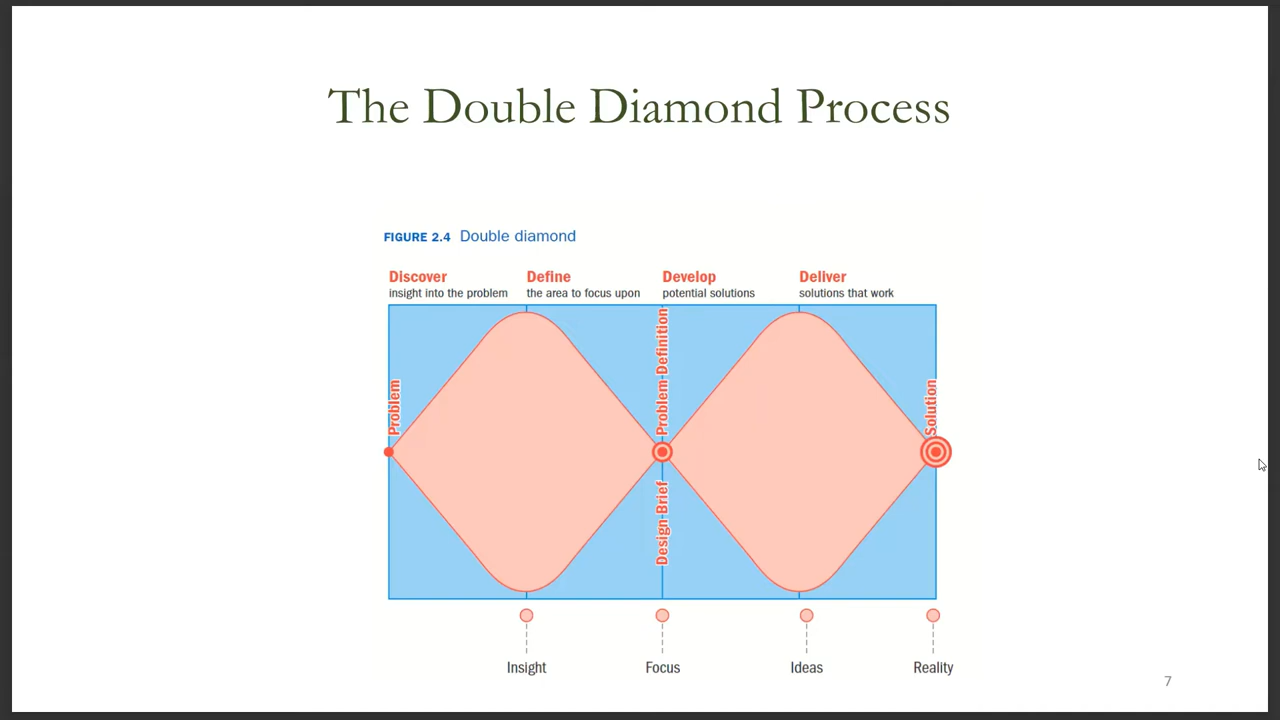 The Double Diamond Process
FIGURE 2.4 Double diamond
Discover
insight into the problem
Define
the area to focus upon
Develop
potential solutions
Deliver
solutions that work
Problem
Problem Definition
Design Brief
Solution
Insight
Focus
Ideas
Reality
7